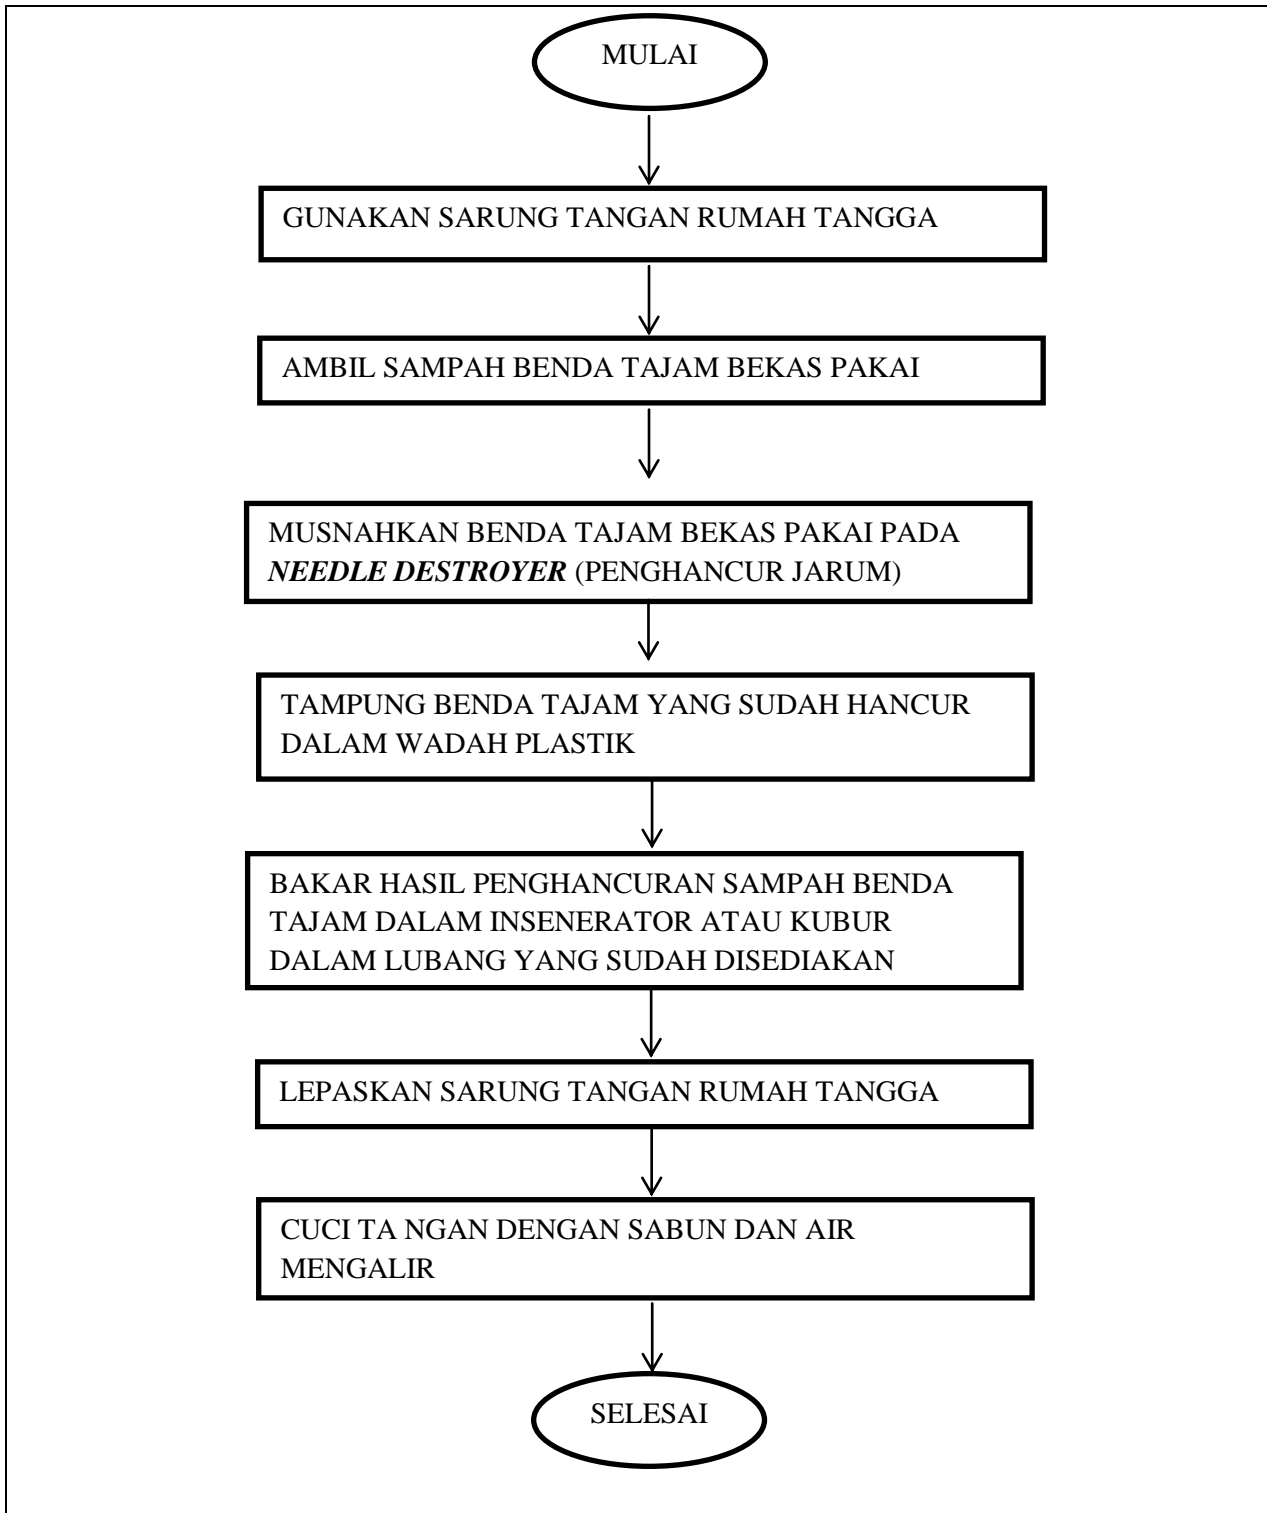 MULAI
GUNAKAN SARUNG TANGAN RUMAH TANGGA
AMBIL SAMPAH BENDA TAJAM BEKAS PAKAI
MUSNAHKAN BENDA TAJAM BEKAS PAKAI PADA
NEEDLE DESTROYER (PENGHANCUR JARUM)
TAMPUNG BENDA TAJAM YANG SUDAH HANCUR
DALAM WADAH PLASTIK
BAKAR HASIL PENGHANCURAN SAMPAH BENDA
TAJAM DALAM INSENERATOR ATAU KUBUR
DALAM LUBANG YANG SUDAH DISEDIAKAN
LEPASKAN SARUNG TANGAN RUMAH TANGGA
CUCI TA NGAN DENGAN SABUN DAN AIR
MENGALIR
SELESAI